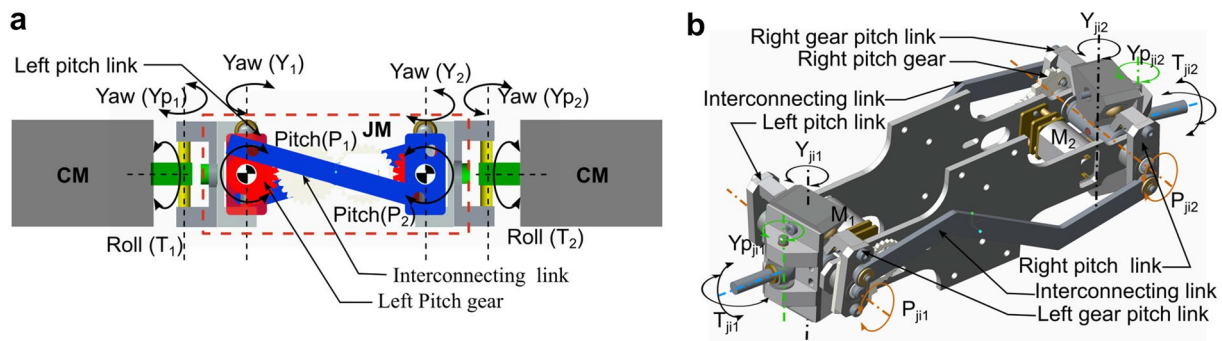 a
Left pitch link
Yaw (Y1)
Yaw (Y2)
Yaw (Yp1)
Yaw (Yp2)
JM
Pitch(P1)
CM
CM
Pitch(P2)
Roll (T1)
Roll (T2)
Interconnecting link
Left Pitch gear
b
Yji2
Right gear pitch link
Right pitch gear
Ypji2
Tji2
Interconnecting link
Left pitch link
M2
Yji1
M1
Pji2
Ypji1
Right pitch link
Interconnecting link
Pji1
Left gear pitch link
Tji1